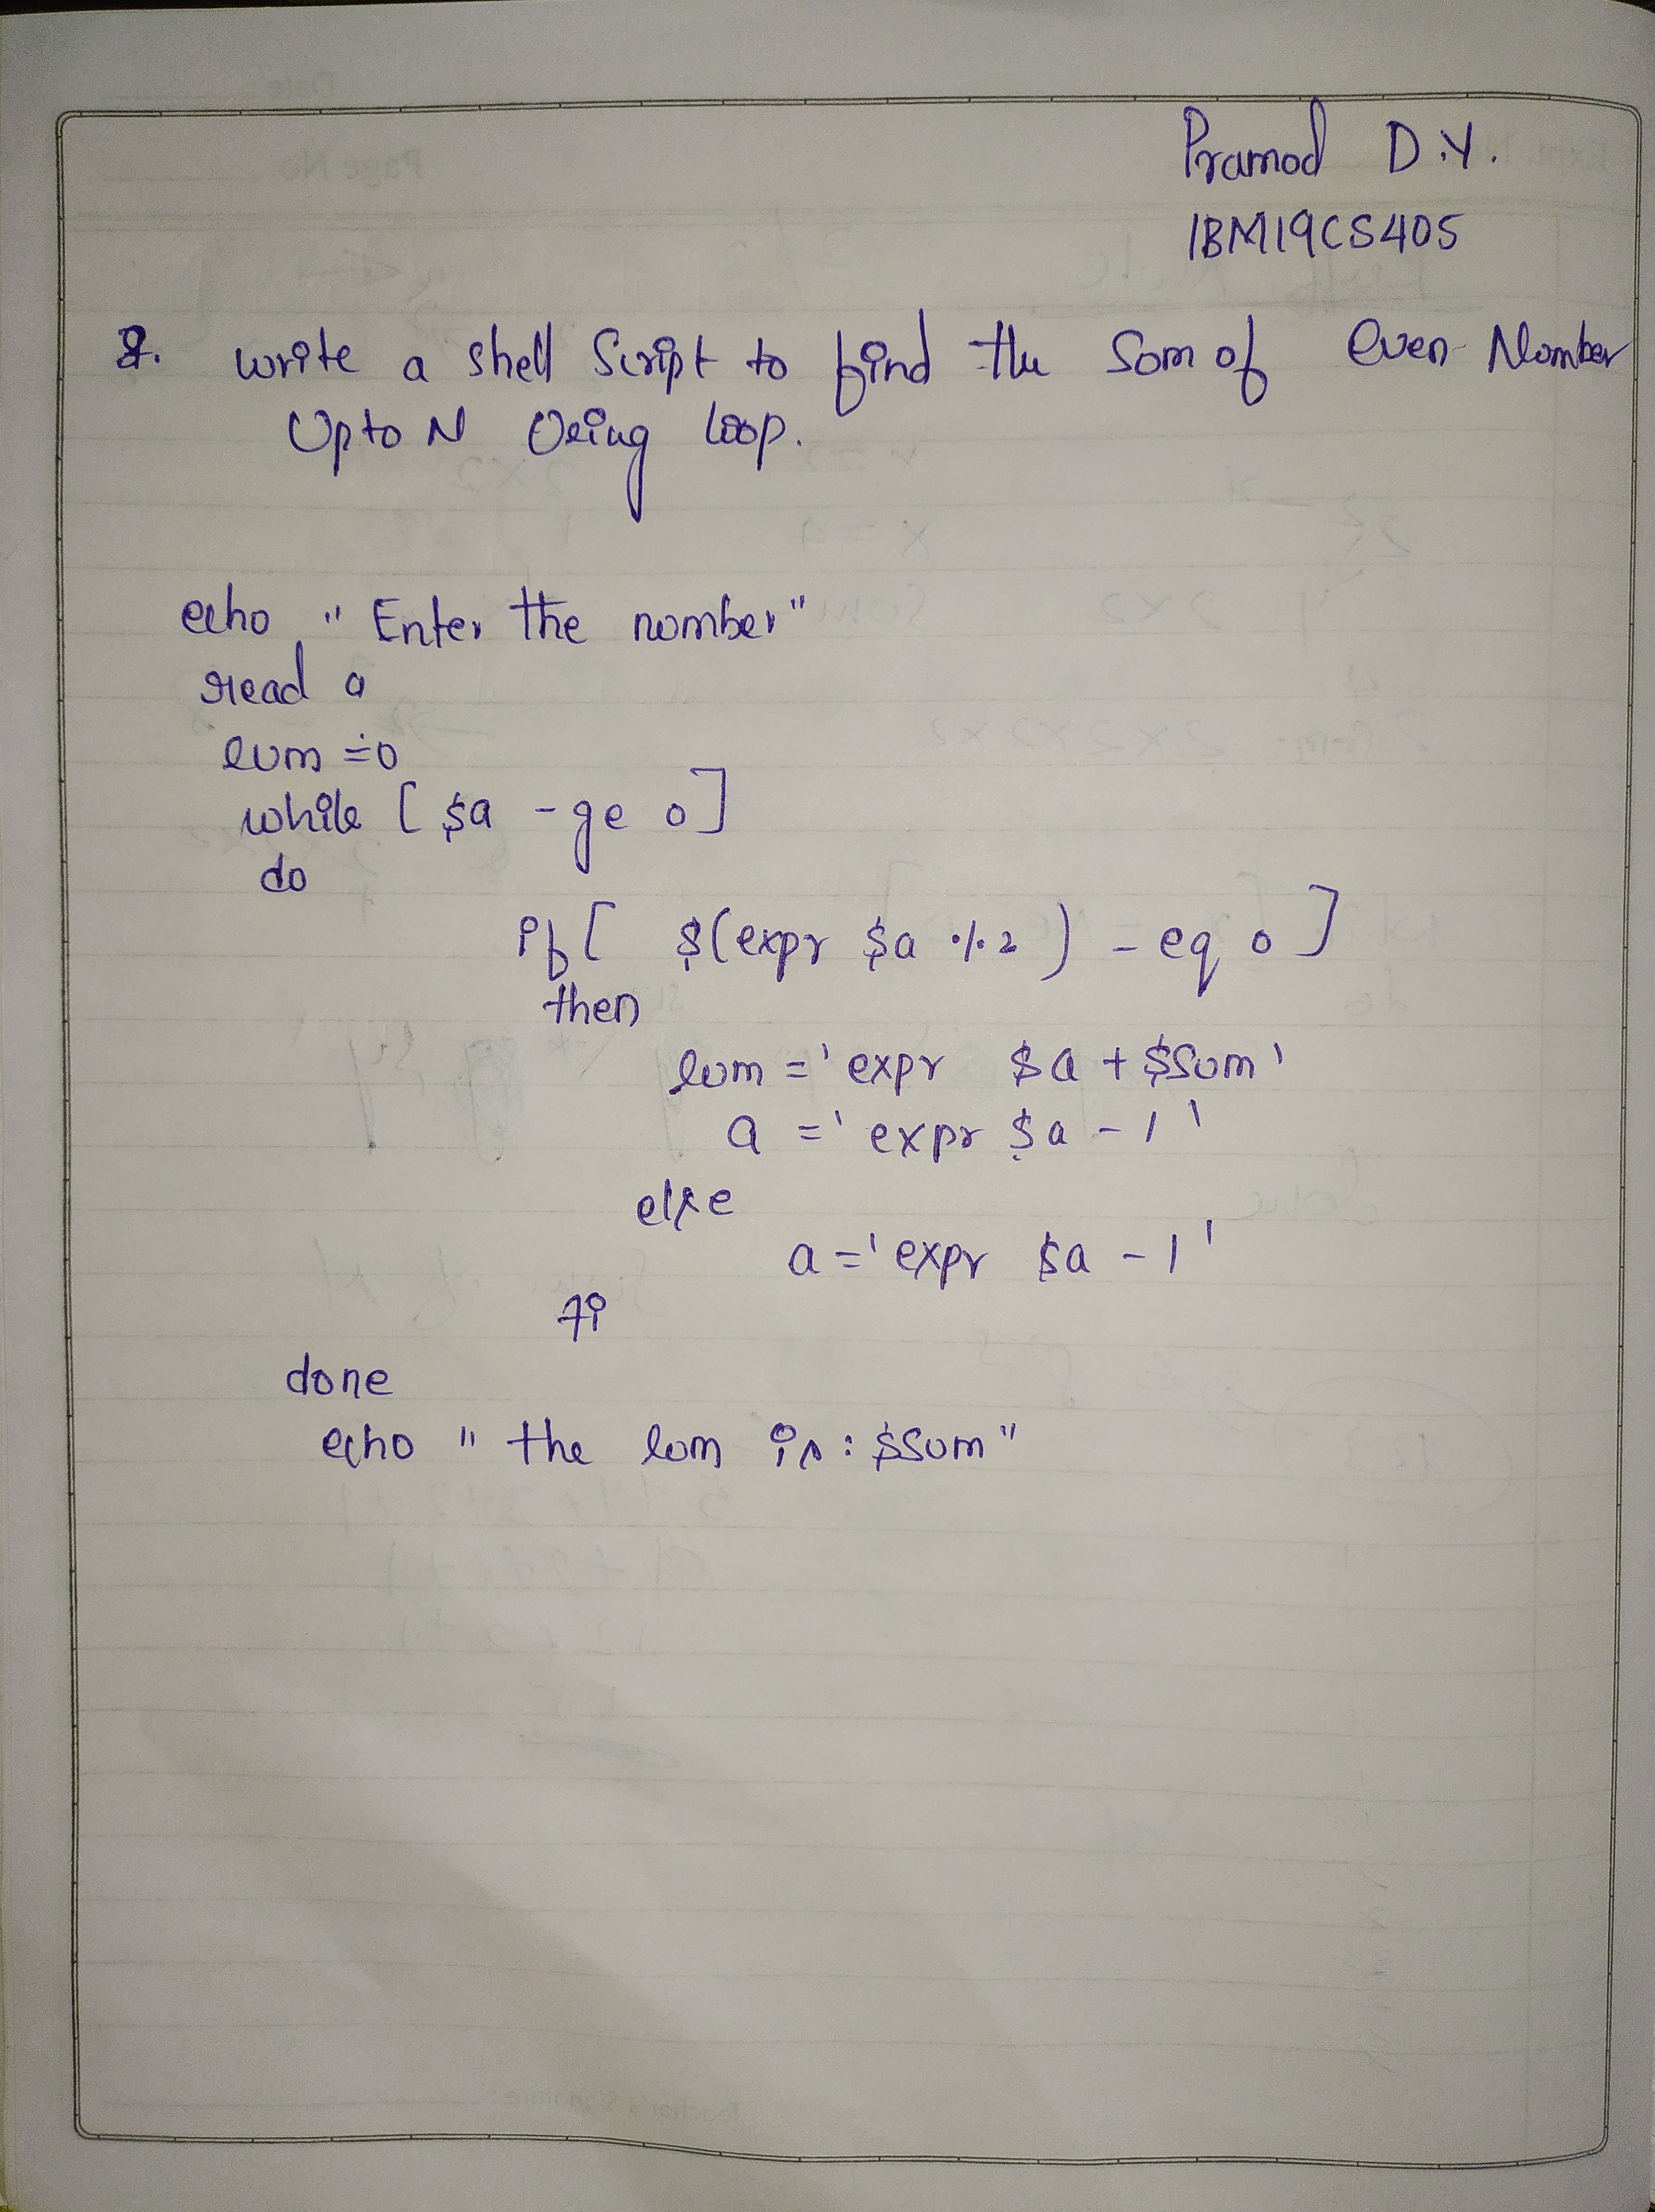 Pramod D.Y.
1BM19CS405
8. Write a shell Script to find the Sum of Even Number
Upto N Using Loop.
echo "Enter the number"
read a
sum=0
while [ $a -ge 0 ]
do
if [ $(expr $a % 2) -eq 0 ]
then
sum='expr $a + $sum'
a='expr $a - 1'
else
a='expr $a - 1'
fi
done
echo "the sum is: $sum"